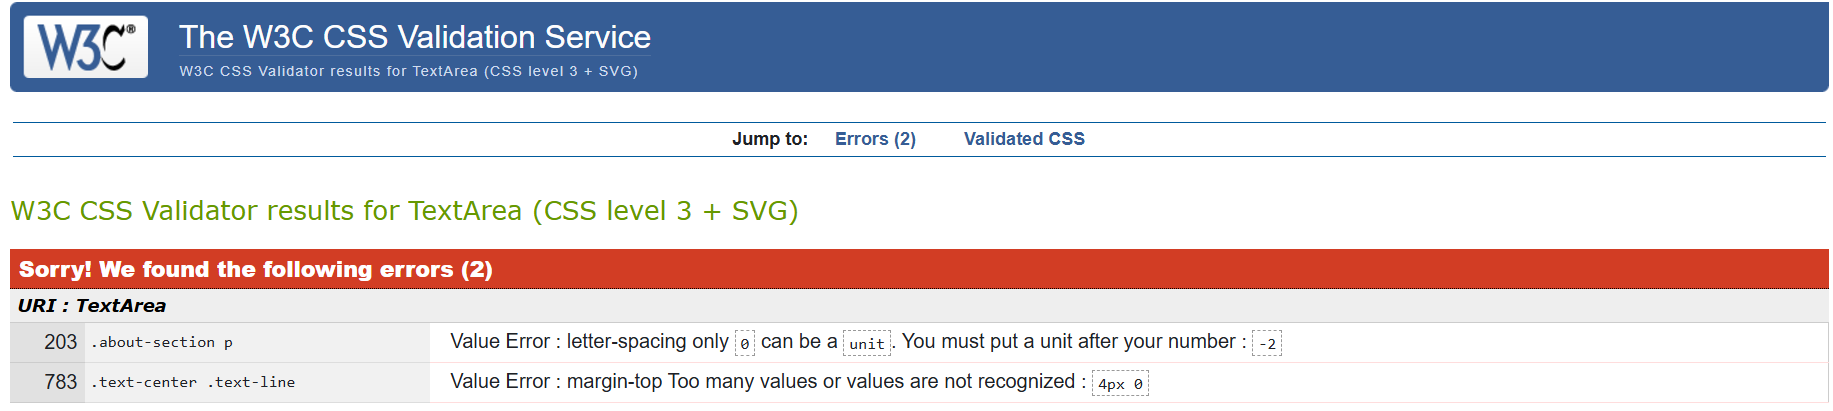 W3C®
The W3C CSS Validation Service
W3C CSS Validator results for TextArea (CSS level 3 + SVG)
Jump to: Errors (2) Validated CSS
W3C CSS Validator results for TextArea (CSS level 3 + SVG)
Sorry! We found the following errors (2)
URI : TextArea
203 .about-section p Value Error : letter-spacing only 0 can be a unit. You must put a unit after your number : -2
783 .text-center .text-line Value Error : margin-top Too many values or values are not recognized : 4px 0